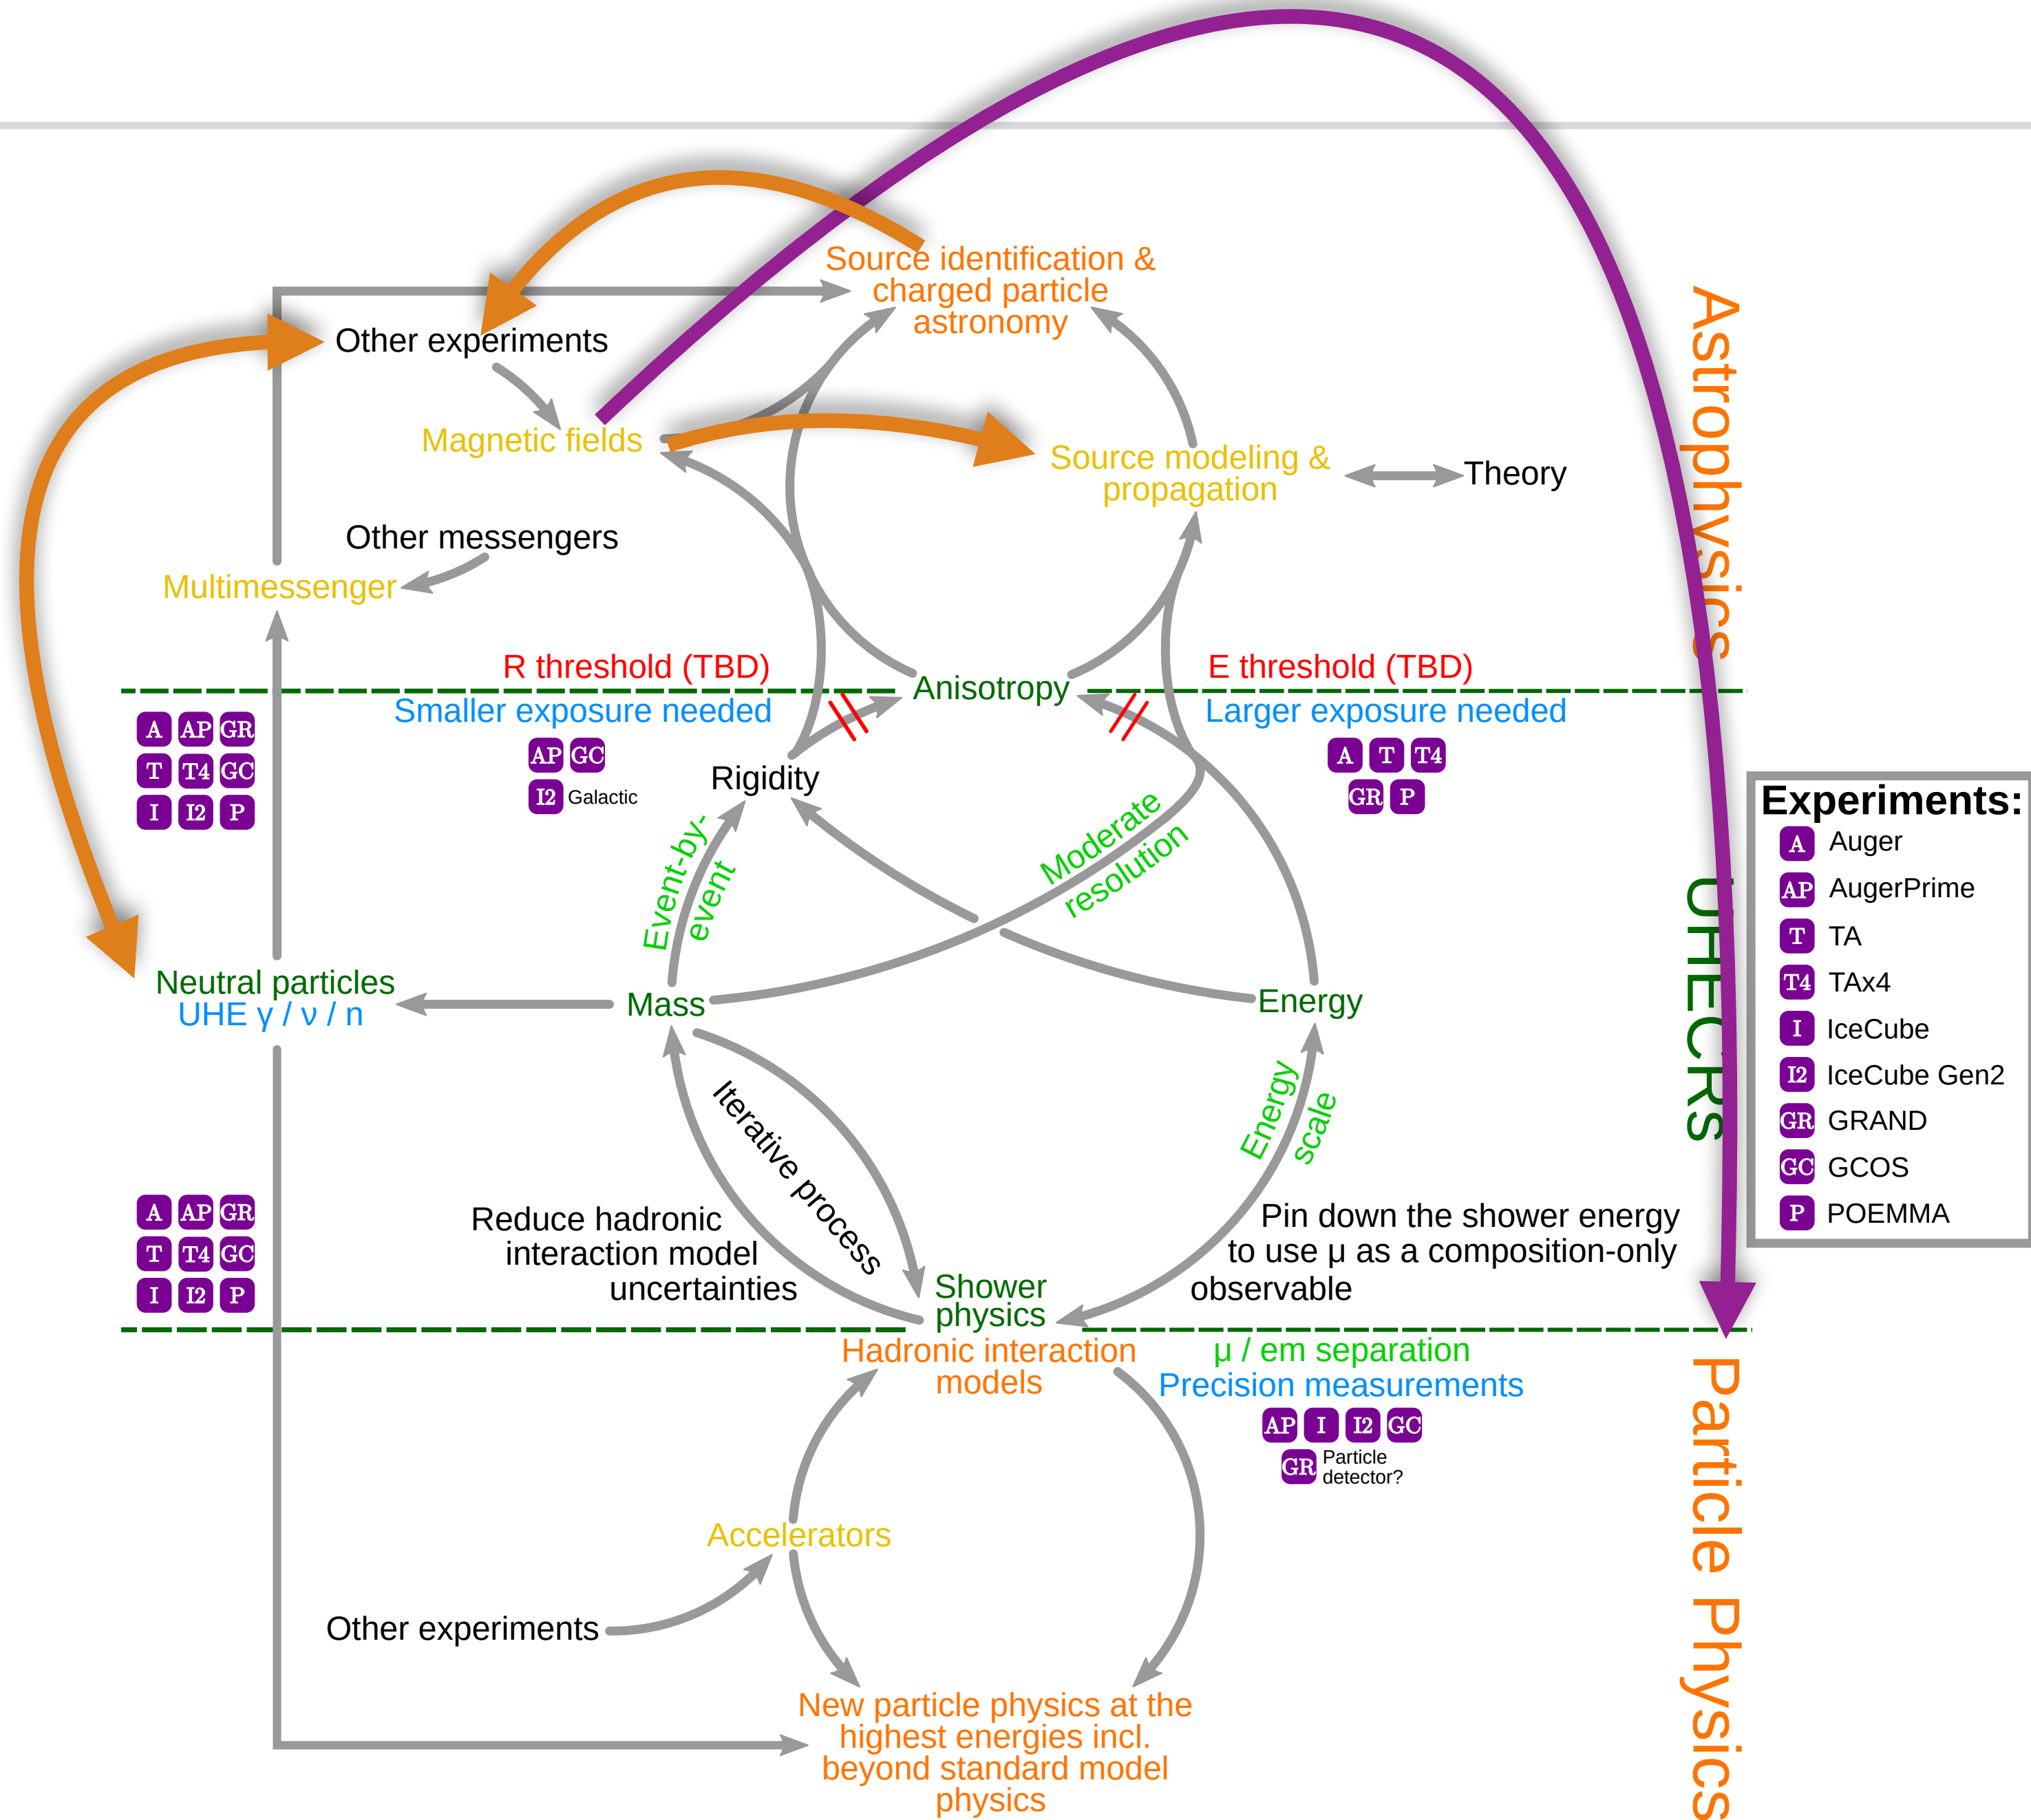 Source identification &
charged particle
astronomy
Other experiments
Magnetic fields
Source modeling &
propagation
Theory
Other messengers
Multimessenger
Astrophysics
R threshold (TBD)
E threshold (TBD)
Anisotropy
Smaller exposure needed
Larger exposure needed
A AP GR
T T4 GC
I I2 P
AP GC
I2 Galactic
A T T4
GR P
Rigidity
Event-by-
event
Moderate
resolution
Experiments:
A Auger
AP AugerPrime
T TA
T4 TAx4
I IceCube
I2 IceCube Gen2
GR GRAND
GC GCOS
P POEMMA
UHECRs
Neutral particles
UHE γ / ν / n
Mass
Energy
Iterative process
Energy
scale
A AP GR
T T4 GC
I I2 P
Reduce hadronic
interaction model
uncertainties
Pin down the shower energy
to use μ as a composition-only
observable
Shower
physics
Hadronic interaction
models
μ / em separation
Precision measurements
AP I I2 GC
GR Particle
detector?
Particle Physics
Accelerators
Other experiments
New particle physics at the
highest energies incl.
beyond standard model
physics